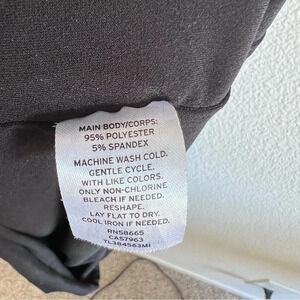 MAIN BODY/CORPS:
95% POLYESTER
5% SPANDEX
MACHINE WASH COLD.
GENTLE CYCLE.
WITH LIKE COLORS.
ONLY NON-CHLORINE
BLEACH IF NEEDED.
RESHAPE.
LAY FLAT TO DRY.
COOL IRON IF NEEDED.
RN58665
CA57963
TL384563MI